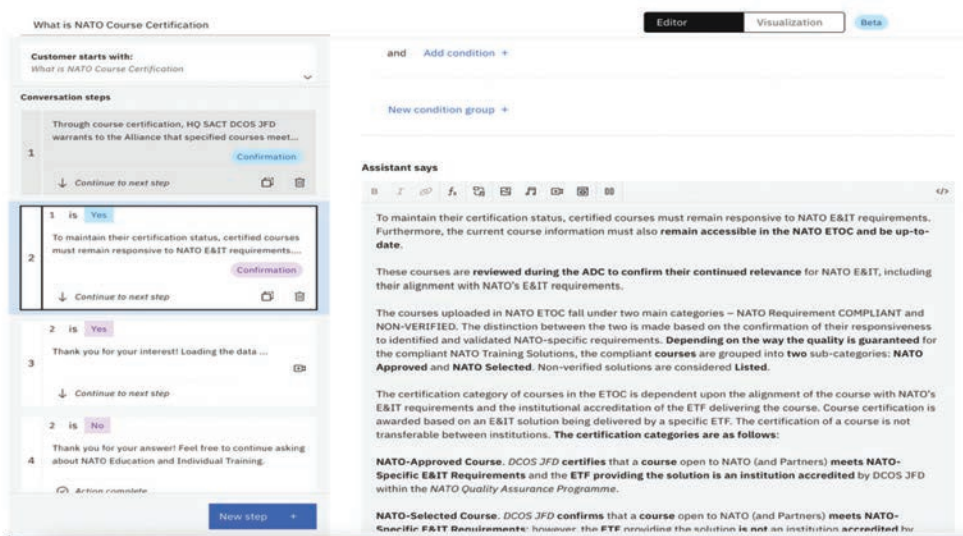 What is NATO Course Certification
Editor
Visualization
Beta
Customer starts with:
What is NATO Course Certification
Conversation steps
1
Through course certification, HQ SACT DCOS JFD
warrants to the Alliance that specified courses meet...
Confirmation
Continue to next step
2
1 is Yes
To maintain their certification status, certified courses
must remain responsive to NATO E&IT requirements....
Confirmation
Continue to next step
3
2 is Yes
Thank you for your interest! Loading the data ...
Continue to next step
4
2 is No
Thank you for your answer! Feel free to continue asking
about NATO Education and Individual Training.
Action complete
New step +
and Add condition +
New condition group +
Assistant says
B I fx </>
To maintain their certification status, certified courses must remain responsive to NATO E&IT requirements.
Furthermore, the current course information must also remain accessible in the NATO ETOC and be up-to-
date.
These courses are reviewed during the ADC to confirm their continued relevance for NATO E&IT, including
their alignment with NATO's E&IT requirements.
The courses uploaded in NATO ETOC fall under two main categories – NATO Requirement COMPLIANT and
NON-VERIFIED. The distinction between the two is made based on the confirmation of their responsiveness
to identified and validated NATO-specific requirements. Depending on the way the quality is guaranteed for
the compliant NATO Training Solutions, the compliant courses are grouped into two sub-categories: NATO
Approved and NATO Selected. Non-verified solutions are considered Listed.
The certification category of courses in the ETOC is dependent upon the alignment of the course with NATO's
E&IT requirements and the institutional accreditation of the ETF delivering the course. Course certification is
awarded based on an E&IT solution being delivered by a specific ETF. The certification of a course is not
transferable between institutions. The certification categories are as follows:
NATO-Approved Course. DCOS JFD certifies that a course open to NATO (and Partners) meets NATO-
Specific E&IT Requirements and the ETF providing the solution is an institution accredited by DCOS JFD
within the NATO Quality Assurance Programme.
NATO-Selected Course. DCOS JFD confirms that a course open to NATO (and Partners) meets NATO-
Specific E&IT Requirements; however, the ETF providing the solution is not an institution accredited by